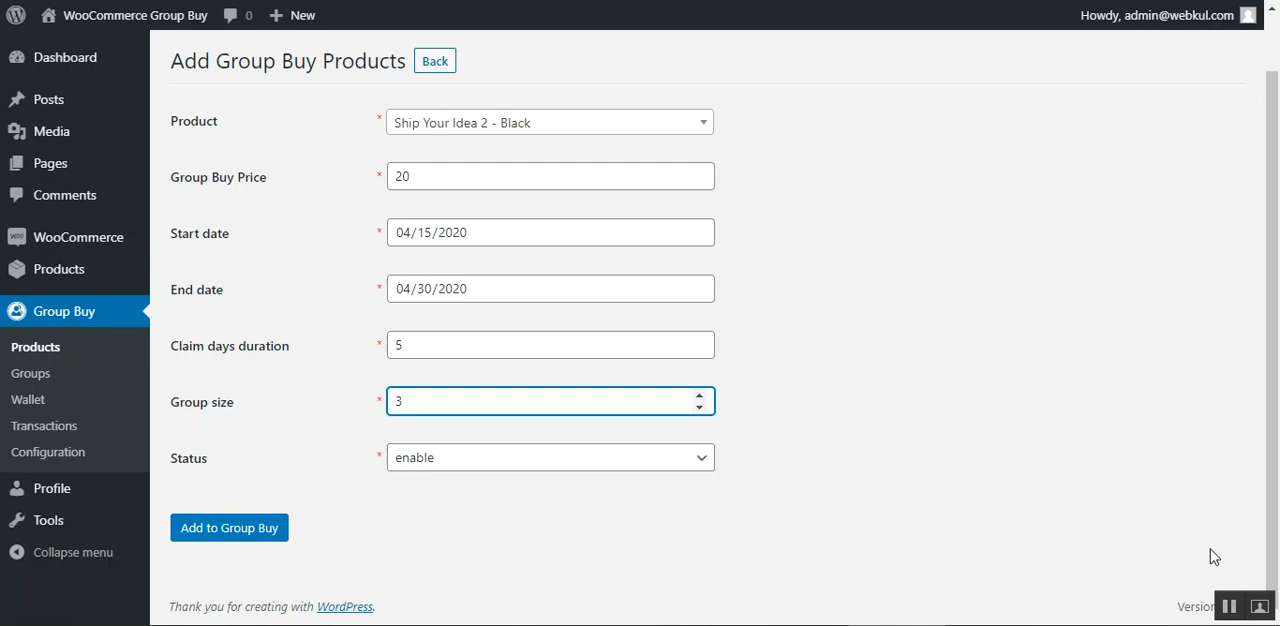 WooCommerce Group Buy 0 + New Howdy, admin@webkul.com
Dashboard
Posts
Media
Pages
Comments
WooCommerce
Products
Group Buy
Products
Groups
Wallet
Transactions
Configuration
Profile
Tools
Collapse menu
Add Group Buy Products Back
Product * Ship Your Idea 2 - Black
Group Buy Price * 20
Start date * 04/15/2020
End date * 04/30/2020
Claim days duration * 5
Group size * 3
Status * enable
Add to Group Buy
Thank you for creating with WordPress.